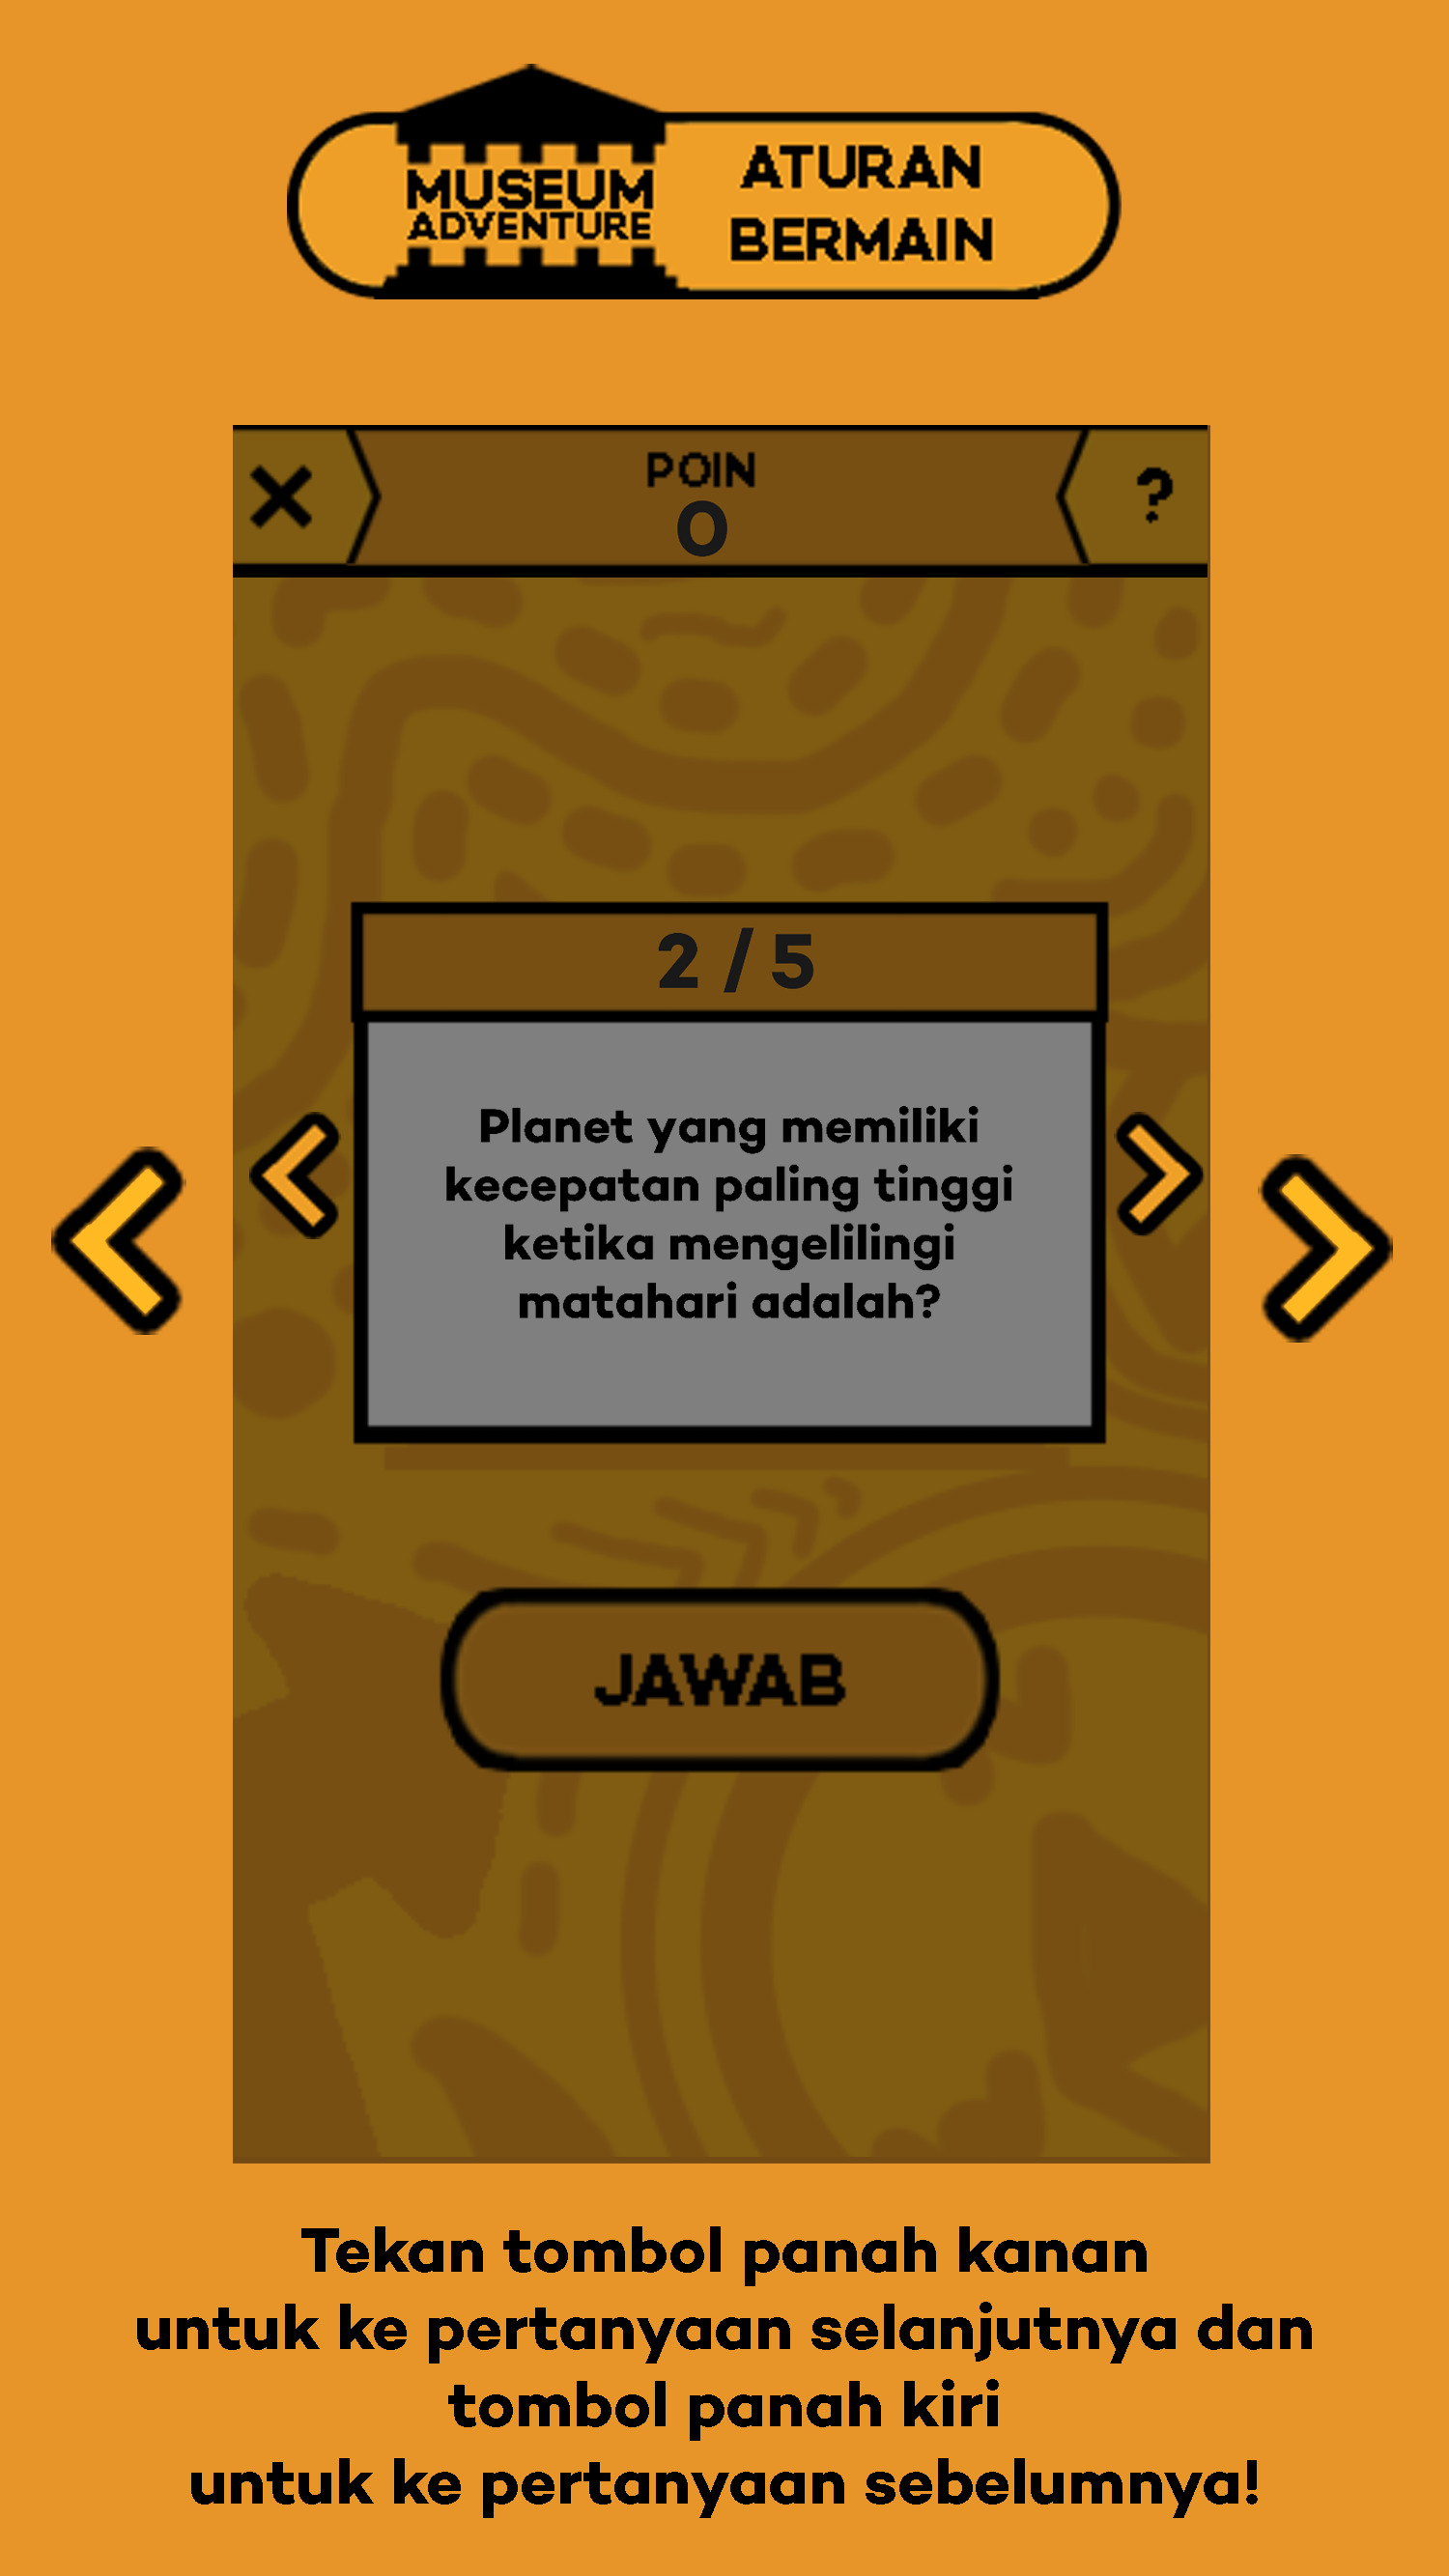 MUSEUM
ADVENTURE
ATURAN
BERMAIN
POIN
0
?
2 / 5
Planet yang memiliki
kecepatan paling tinggi
ketika mengelilingi
matahari adalah?
JAWAB
Tekan tombol panah kanan
untuk ke pertanyaan selanjutnya dan
tombol panah kiri
untuk ke pertanyaan sebelumnya!